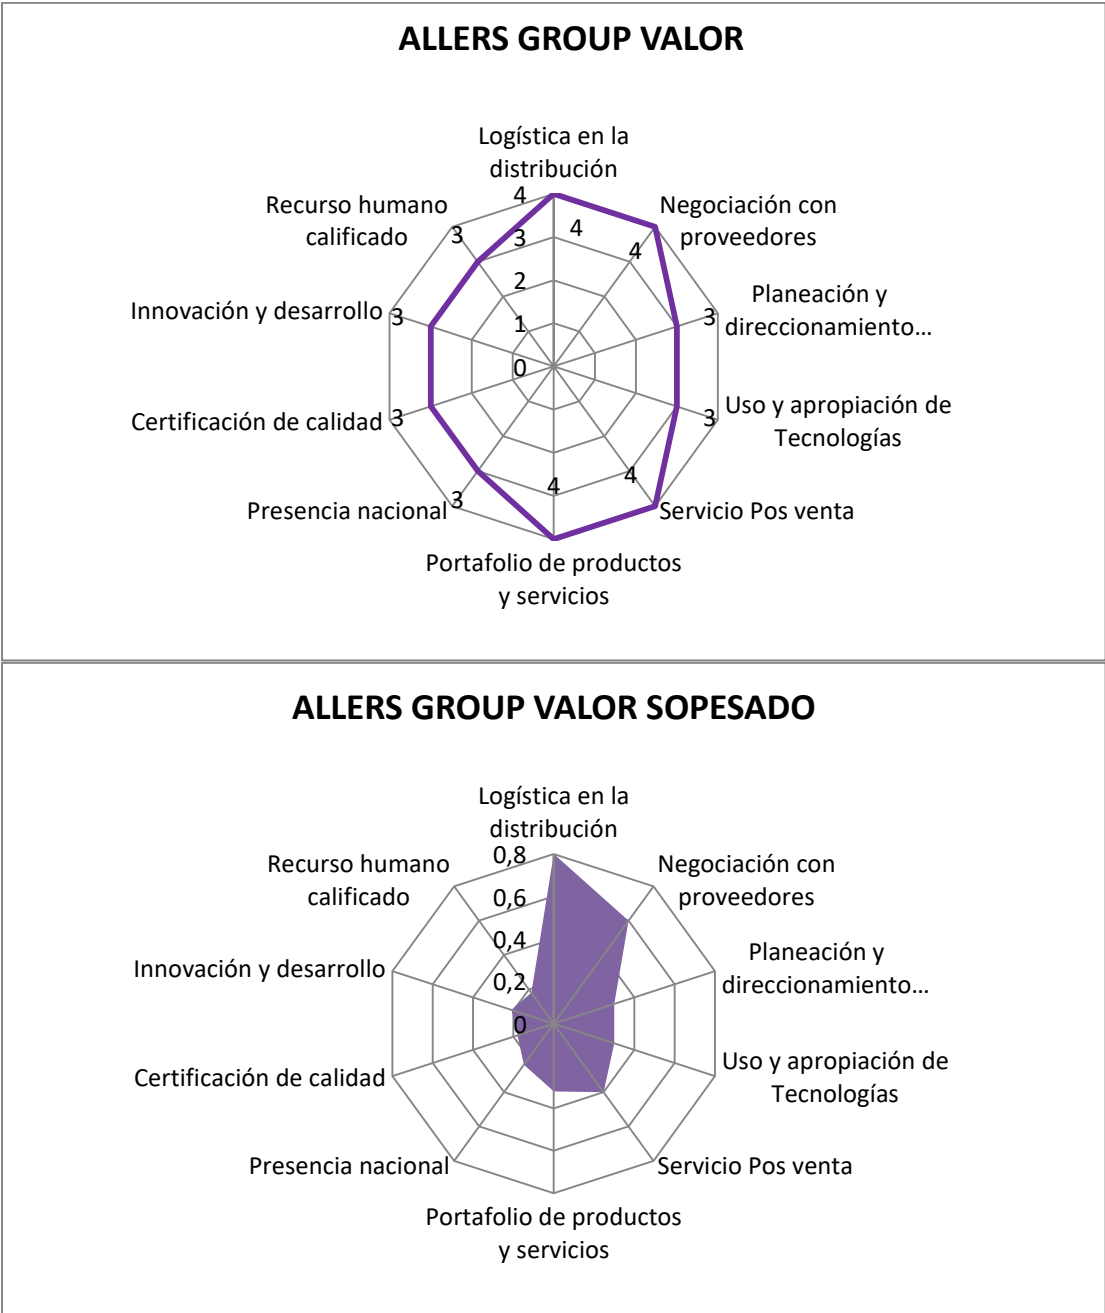 ALLERS GROUP VALOR
Logística en la
distribución
Negociación con
proveedores
Planeación y
direccionamiento...
Uso y apropiación de
Tecnologías
Servicio Pos venta
Portafolio de productos
y servicios
Presencia nacional
Certificación de calidad
Innovación y desarrollo
Recurso humano
calificado
4
3
2
1
0
4
4
3
3
4
4
3
3
3
3
ALLERS GROUP VALOR SOPESADO
Logística en la
distribución
Negociación con
proveedores
Planeación y
direccionamiento...
Uso y apropiación de
Tecnologías
Servicio Pos venta
Portafolio de productos
y servicios
Presencia nacional
Certificación de calidad
Innovación y desarrollo
Recurso humano
calificado
0,8
0,6
0,4
0,2
0